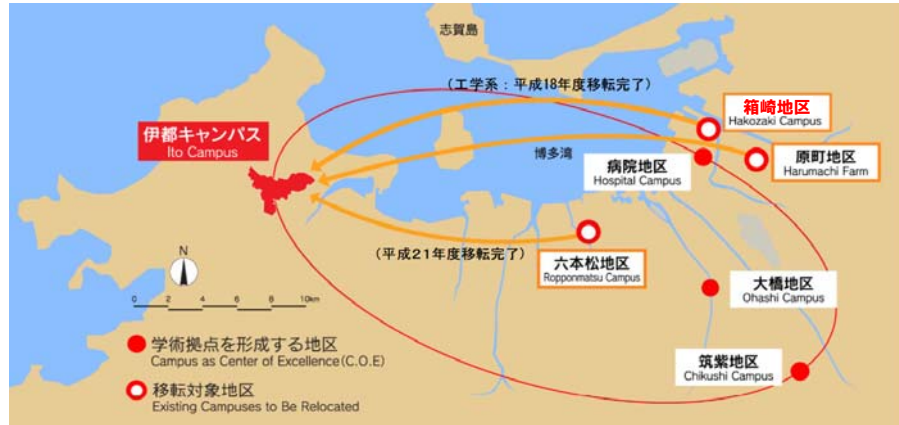 志賀島
(工学系：平成18年度移転完了)
箱崎地区
Hakozaki Campus
伊都キャンパス
Ito Campus
博多湾
病院地区
Hospital Campus
原町地区
Harumachi Farm
(平成21年度移転完了)
六本松地区
Ropponmatsu Campus
大橋地区
Ohashi Campus
筑紫地区
Chikushi Campus
N
0 2 4 6 8 10km
学術拠点を形成する地区
Campus as Center of Excellence(C.O.E)
移転対象地区
Existing Campuses to Be Relocated